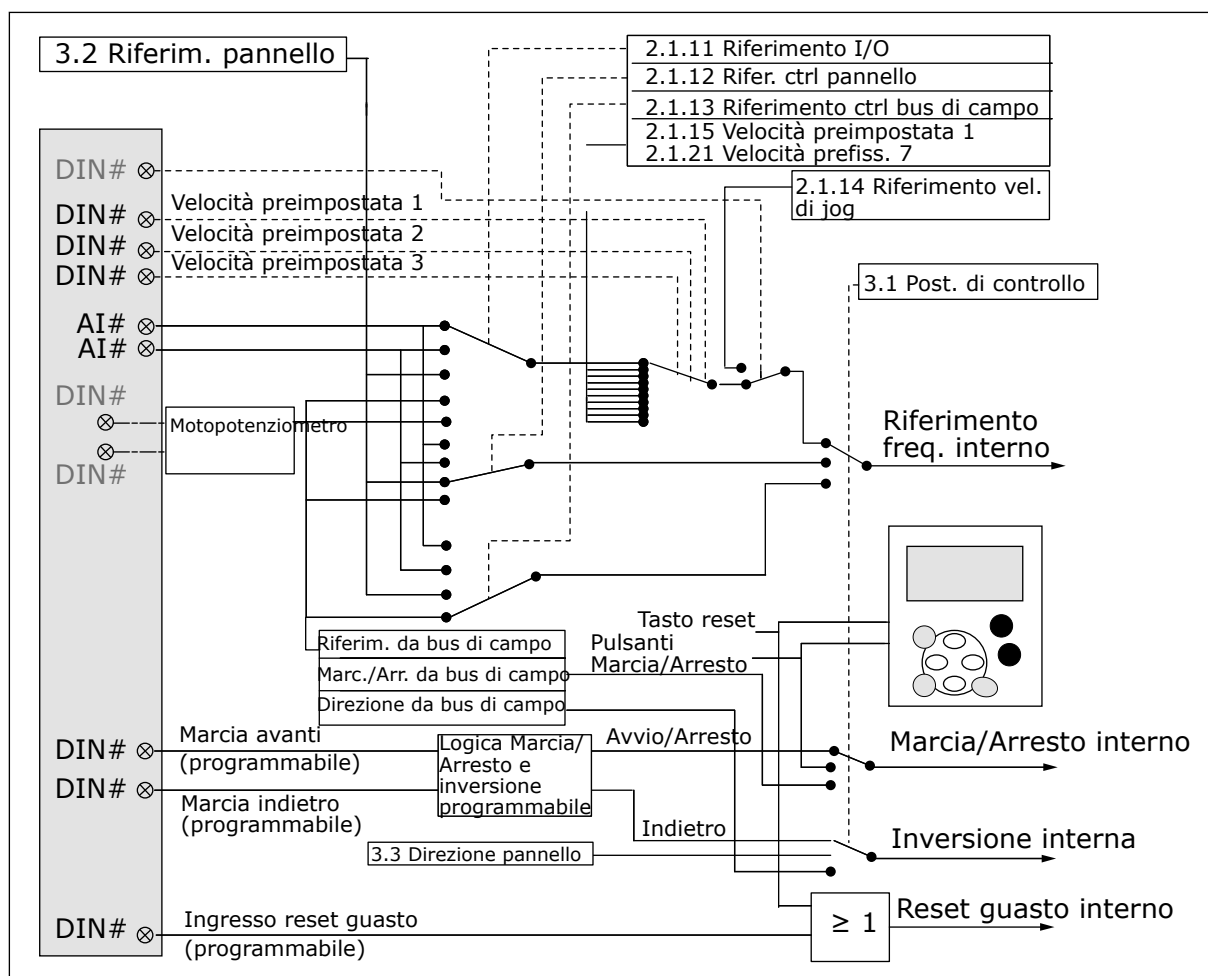 3.2 Riferim. pannello
2.1.11 Riferimento I/O
2.1.12 Rifer. ctrl pannello
2.1.13 Riferimento ctrl bus di campo
2.1.15 Velocità preimpostata 1
2.1.21 Velocità prefiss. 7
2.1.14 Riferimento vel.
di jog
3.1 Post. di controllo
DIN#
DIN#
Velocità preimpostata 1
DIN#
Velocità preimpostata 2
DIN#
Velocità preimpostata 3
AI#
AI#
DIN#
Motopotenziometro
DIN#
Riferimento
freq. interno
Tasto reset
Pulsanti
Marcia/Arresto
Riferim. da bus di campo
Marc./Arr. da bus di campo
Direzione da bus di campo
DIN#
Marcia avanti
(programmabile)
DIN#
Marcia indietro
(programmabile)
Logica Marcia/
Arresto e
inversione
programmabile
Avvio/Arresto
Marcia/Arresto interno
Indietro
3.3 Direzione pannello
Inversione interna
DIN#
Ingresso reset guasto
(programmabile)
≥ 1
Reset guasto interno